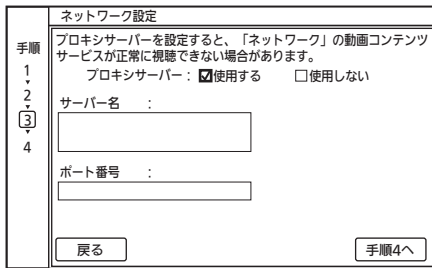 ネットワーク設定
手順
1
2
3
4
プロキシサーバーを設定すると、「ネットワーク」の動画コンテンツ
サービスが正常に視聴できない場合があります。
プロキシサーバー： ☑使用する　□使用しない
サーバー名　：
ポート番号　：
戻る　手順4へ